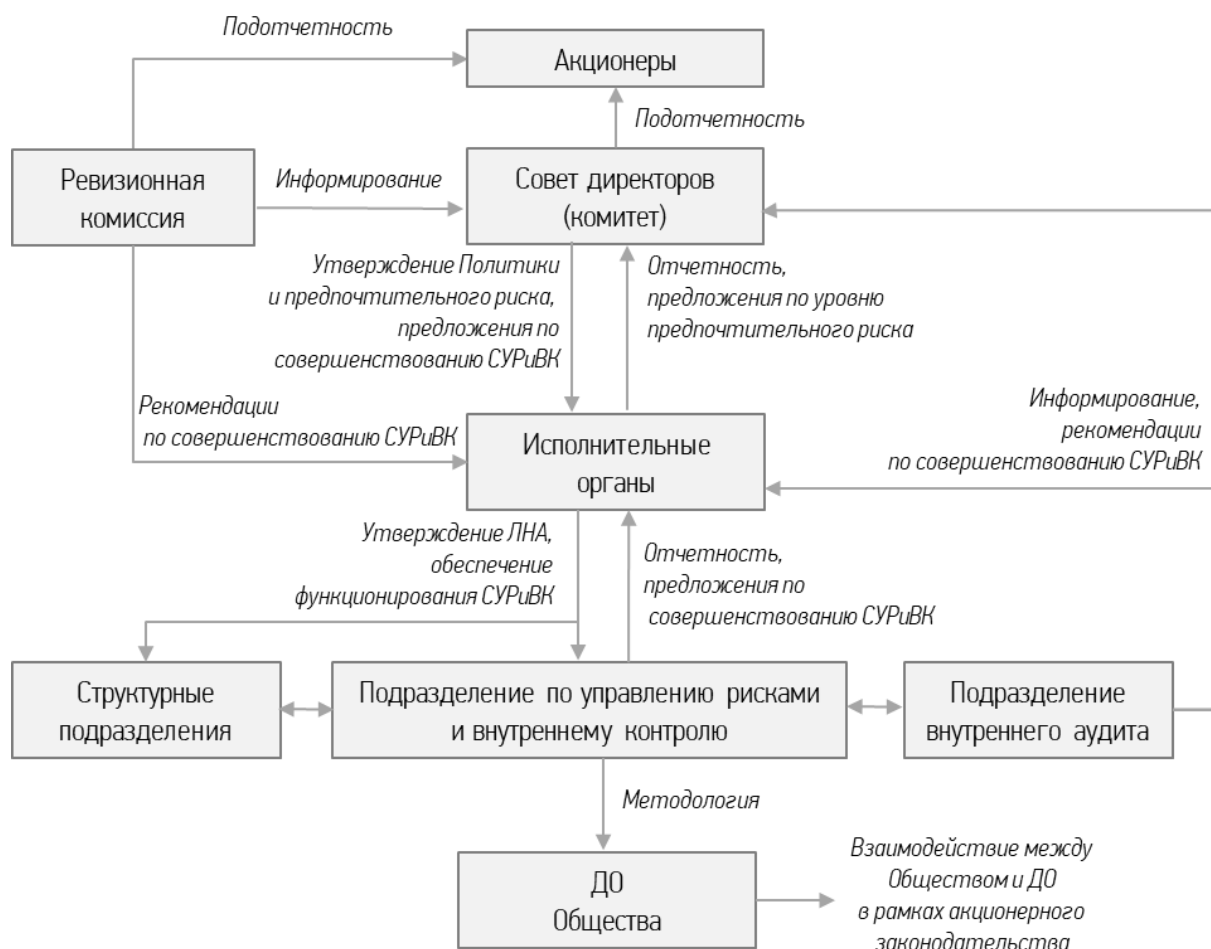 Подотчетность
Акционеры
Подотчетность
Ревизионная
комиссия
Информирование
Совет директоров
(комитет)
Утверждение Политики
и предпочтительного риска,
предложения по
совершенствованию СУРиВК
Отчетность,
предложения по уровню
предпочтительного риска
Рекомендации
по совершенствованию СУРиВК
Исполнительные
органы
Информирование,
рекомендации
по совершенствованию СУРиВК
Утверждение ЛНА,
обеспечение
функционирования СУРиВК
Отчетность,
предложения по
совершенствованию СУРиВК
Структурные
подразделения
Подразделение по управлению рисками
и внутреннему контролю
Подразделение
внутреннего аудита
Методология
ДО
Общества
Взаимодействие между
Обществом и ДО
в рамках акционерного
законодательства